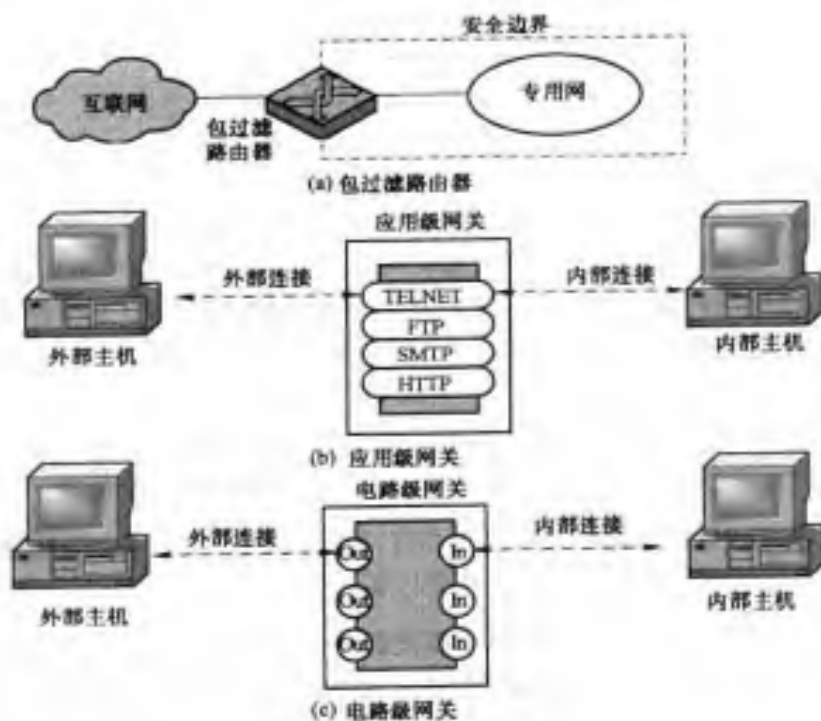 安全边界
互联网
专用网
包过滤
路由器
(a) 包过滤路由器
应用级网关
外部连接
内部连接
TELNET
FTP
SMTP
HTTP
外部主机
内部主机
(b) 应用级网关
电路级网关
外部连接
内部连接
Out
In
Out
In
Out
In
外部主机
内部主机
(c) 电路级网关